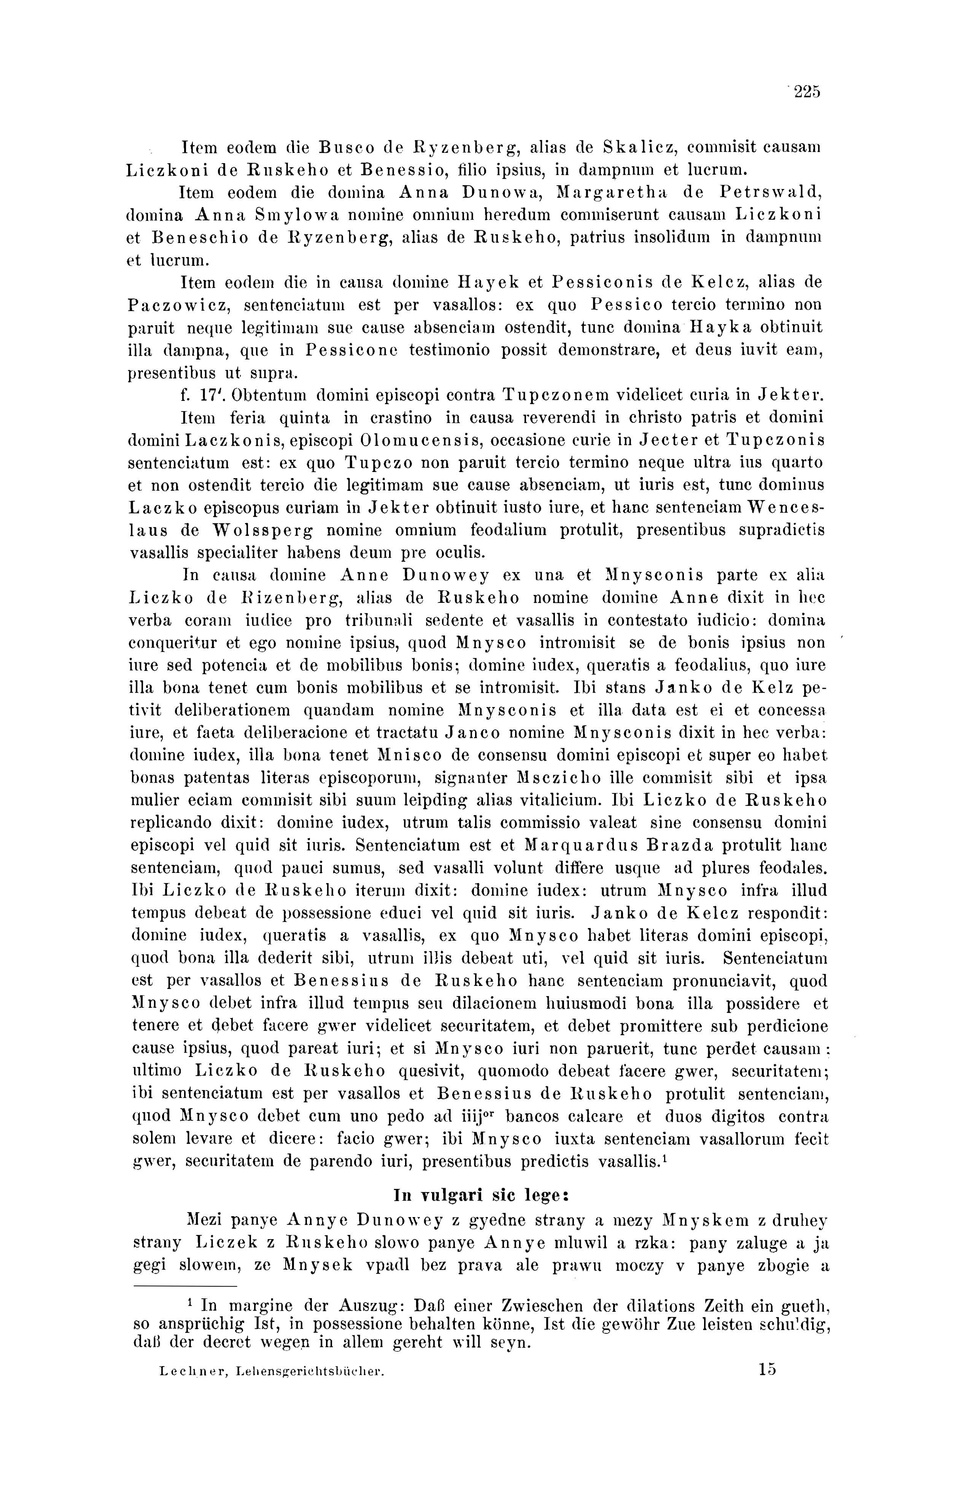 225
Item eodem die Busco de Ryzenberg, alias de Skalicz, commisit causam
Liczkoni de Ruskeho et Benessio, filio ipsius, in dampnum et lucrum.
Item eodem die domina Anna Dunowa, Margaretha de Petrswald,
domina Anna Smylowa nomine omnium heredum commiserunt causam Liczkoni
et Beneschio de Ryzenberg, alias de Ruskeho, patrius insolidum in dampnum
et lucrum.
Item eodem die in causa domine Hayek et Pessiconis de Kelcz, alias de
Paczowicz, sentenciatum est per vasallos: ex quo Pessico tercio termino non
paruit neque legitimam sue cause absenciam ostendit, tunc domina Hayka obtinuit
illa dampna, que in Pessicone testimonio possit demonstrare, et deus iuvit eam,
presentibus ut supra.
f. 17′. Obtentum domini episcopi contra Tupczonem videlicet curia in Jekter.
Item feria quinta in crastino in causa reverendi in christo patris et domini
domini Laczkonis, episcopi Olomucensis, occasione curie in Jecter et Tupczonis
sentenciatum est: ex quo Tupczo non paruit tercio termino neque ultra ius quarto
et non ostendit tercio die legitimam sue cause absenciam, ut iuris est, tunc dominus
Laczko episcopus curiam in Jekter obtinuit iusto iure, et hanc sentenciam Wences-
laus de Wolssperg nomine omnium feodalium protulit, presentibus supradictis
vasallis specialiter habens deum pre oculis.
In causa domine Anne Dunowey ex una et Mnysconis parte ex alia
Liczko de Rizenberg, alias de Ruskeho nomine domine Anne dixit in hec
verba coram iudice pro tribunali sedente et vasallis in contestato iudicio: domina
conqueritur et ego nomine ipsius, quod Mnysco intromisit se de bonis ipsius non
iure sed potencia et de mobilibus bonis; domine iudex, queratis a feodalius, quo iure
illa bona tenet cum bonis mobilibus et se intromisit. Ibi stans Janko de Kelz pe-
tivit deliberationem quandam nomine Mnysconis et illa data est ei et concessa
iure, et facta deliberacione et tractatu Janco nomine Mnysconis dixit in hec verba:
domine iudex, illa bona tenet Mnisco de consensu domini episcopi et super eo habet
bonas patentas literas episcoporum, signanter Msczicho ille commisit sibi et ipsa
mulier eciam commisit sibi suum leipding alias vitalicium. Ibi Liczko de Ruskeho
replicando dixit: domine iudex, utrum talis commissio valeat sine consensu domini
episcopi vel quid sit iuris. Sentenciatum est et Marquardus Brazda protulit hanc
sentenciam, quod pauci sumus, sed vasalli volunt differe usque ad plures feodales.
Ibi Liczko de Ruskeho iterum dixit: domine iudex: utrum Mnysco infra illud
tempus debeat de possessione educi vel quid sit iuris. Janko de Kelcz respondit:
domine iudex, queratis a vasallis, ex quo Mnysco habet literas domini episcopi,
quod bona illa dederit sibi, utrum illis debeat uti, vel quid sit iuris. Sentenciatum
est per vasallos et Benessius de Ruskeho hanc sentenciam pronunciavit, quod
Mnysco debet infra illud tempus seu dilacionem huiusmodi bona illa possidere et
tenere et debet facere gwer videlicet securitatem, et debet promittere sub perdicione
cause ipsius, quod pareat iuri; et si Mnysco iuri non paruerit, tunc perdet causam:
ultimo Liczko de Ruskeho quesivit, quomodo debeat facere gwer, securitatem;
ibi sentenciatum est per vasallos et Benessius de Ruskeho protulit sentenciam,
quod Mnysco debet cum uno pedo ad iiijor bancos calcare et duos digitos contra
solem levare et dicere: facio gwer; ibi Mnysco iuxta sentenciam vasallorum fecit
gwer, securitatem de parendo iuri, presentibus predictis vasallis.¹
In vulgari sic lege:
Mezi panye Annye Dunowey z gyedne strany a mezy Mnyskem z druhey
strany Liczek z Ruskeho slowo panye Annye mluwil a rzka: pany zaluge a ja
gegi slowem, ze Mnysek vpadl bez prava ale prawu moczy v panye zbogie a
¹ In margine der Auszug: Daß einer Zwieschen der dilations Zeith ein gueth,
so ansprüchig Ist, in possessione behalten könne, Ist die gewöhr Zue leisten schuldig,
daß der decret wegen in allem gereht will seyn.
Lechner, Lehensgerichtsbücher. 15